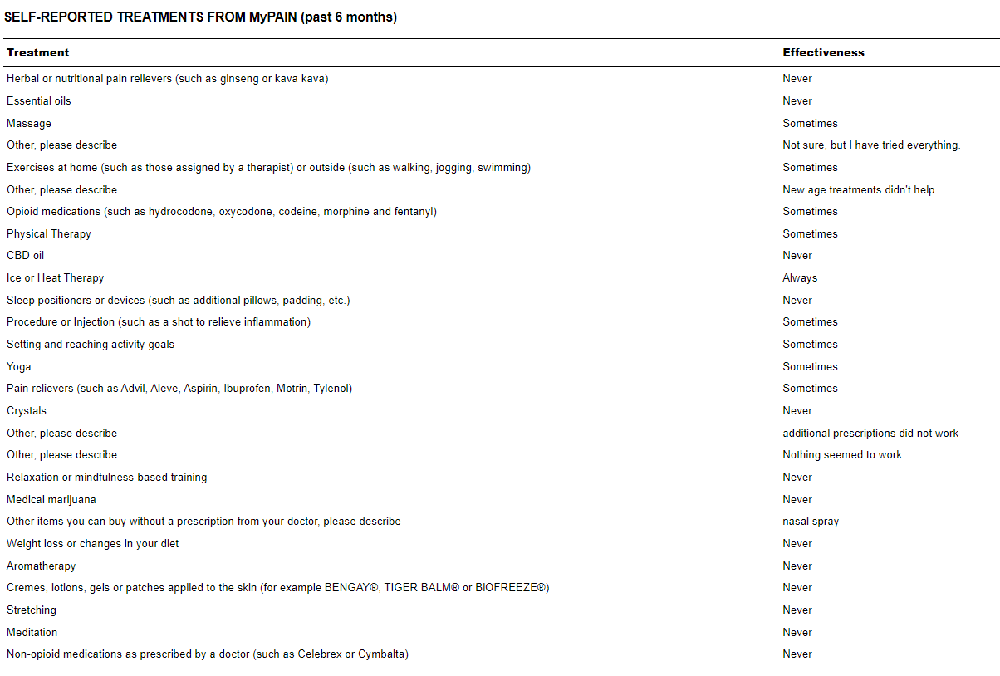 SELF-REPORTED TREATMENTS FROM MyPAIN (past 6 months)
Treatment Effectiveness
Herbal or nutritional pain relievers (such as ginseng or kava kava) Never
Essential oils Never
Massage Sometimes
Other, please describe Not sure, but I have tried everything.
Exercises at home (such as those assigned by a therapist) or outside (such as walking, jogging, swimming) Sometimes
Other, please describe New age treatments didn't help
Opioid medications (such as hydrocodone, oxycodone, codeine, morphine and fentanyl) Sometimes
Physical Therapy Sometimes
CBD oil Never
Ice or Heat Therapy Always
Sleep positioners or devices (such as additional pillows, padding, etc.) Never
Procedure or Injection (such as a shot to relieve inflammation) Sometimes
Setting and reaching activity goals Sometimes
Yoga Sometimes
Pain relievers (such as Advil, Aleve, Aspirin, Ibuprofen, Motrin, Tylenol) Sometimes
Crystals Never
Other, please describe additional prescriptions did not work
Other, please describe Nothing seemed to work
Relaxation or mindfulness-based training Never
Medical marijuana Never
Other items you can buy without a prescription from your doctor, please describe nasal spray
Weight loss or changes in your diet Never
Aromatherapy Never
Cremes, lotions, gels or patches applied to the skin (for example BENGAY®, TIGER BALM® or BiOFREEZE®) Never
Stretching Never
Meditation Never
Non-opioid medications as prescribed by a doctor (such as Celebrex or Cymbalta) Never